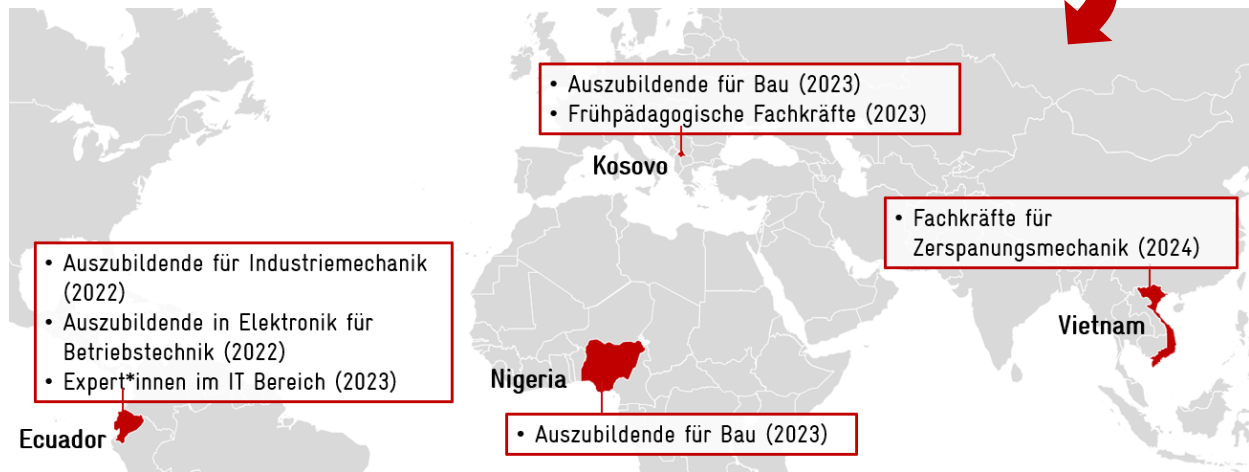 • Auszubildende für Bau (2023)
• Frühpädagogische Fachkräfte (2023)
Kosovo
• Fachkräfte für
Zerspanungsmechanik (2024)
Vietnam
• Auszubildende für Industriemechanik
(2022)
• Auszubildende in Elektronik für
Betriebstechnik (2022)
• Expert*innen im IT Bereich (2023)
Ecuador
Nigeria
• Auszubildende für Bau (2023)